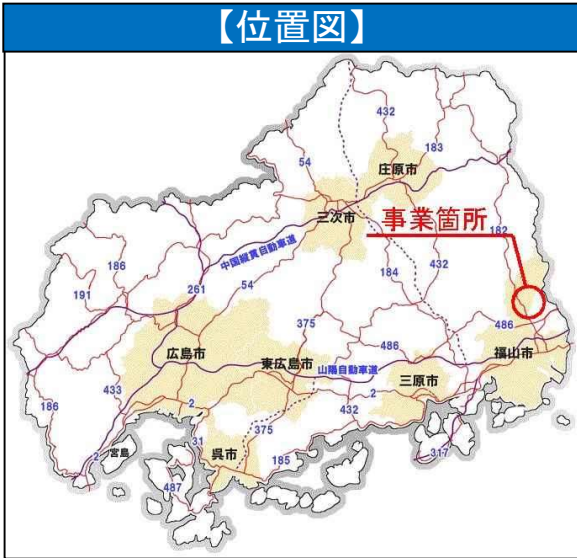 【位置図】
432
54
183
庄原市
三次市
事業箇所
182
中国縦貫自動車道
186
184
432
191
261
54
375
486
486
広島市
東広島市
山陽自動車道
福山市
三原市
186
433
2
432
2
2
宮島
31
呉市
375
185
317
487